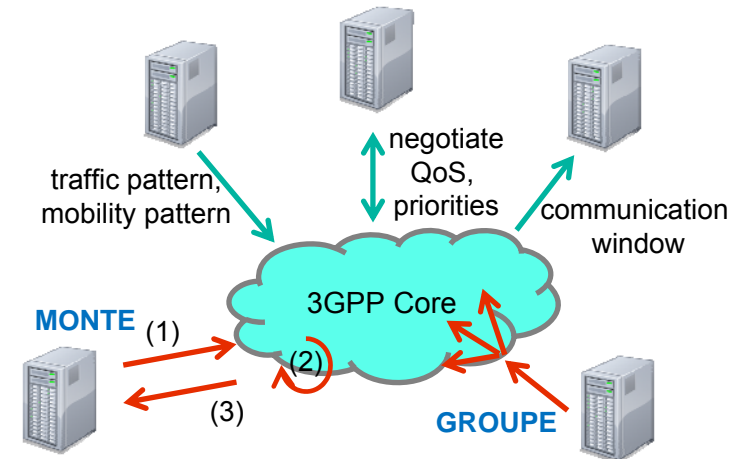 negotiate
QoS,
priorities
traffic pattern,
mobility pattern
communication
window
3GPP Core
MONTE
(1)
(2)
(3)
GROUPE